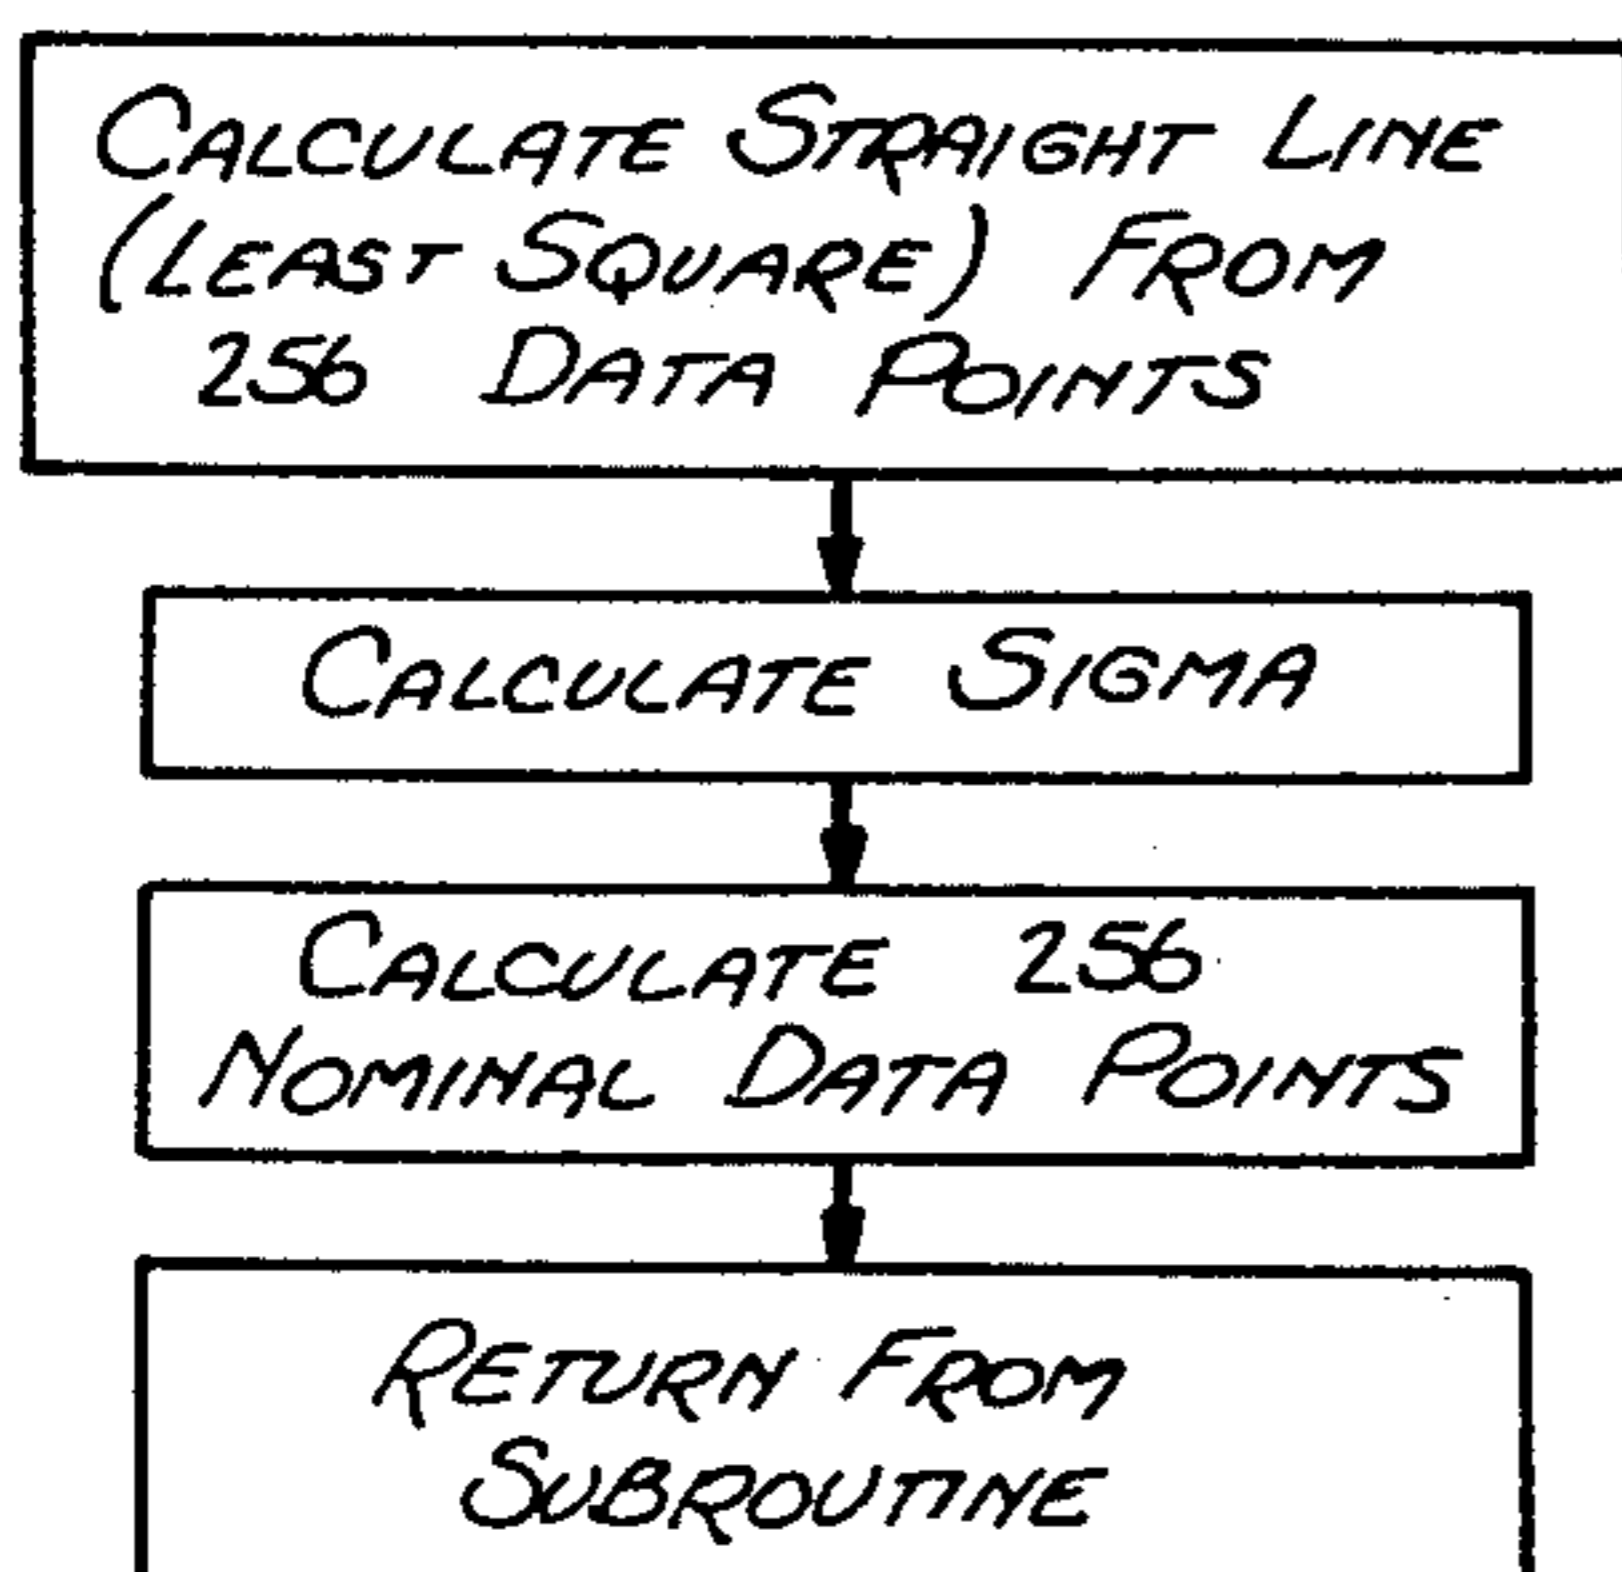 CALCULATE STRAIGHT LINE
(LEAST SQUARE) FROM
256 DATA POINTS
CALCULATE SIGMA
CALCULATE 256
NOMINAL DATA POINTS
RETURN FROM
SUBROUTINE